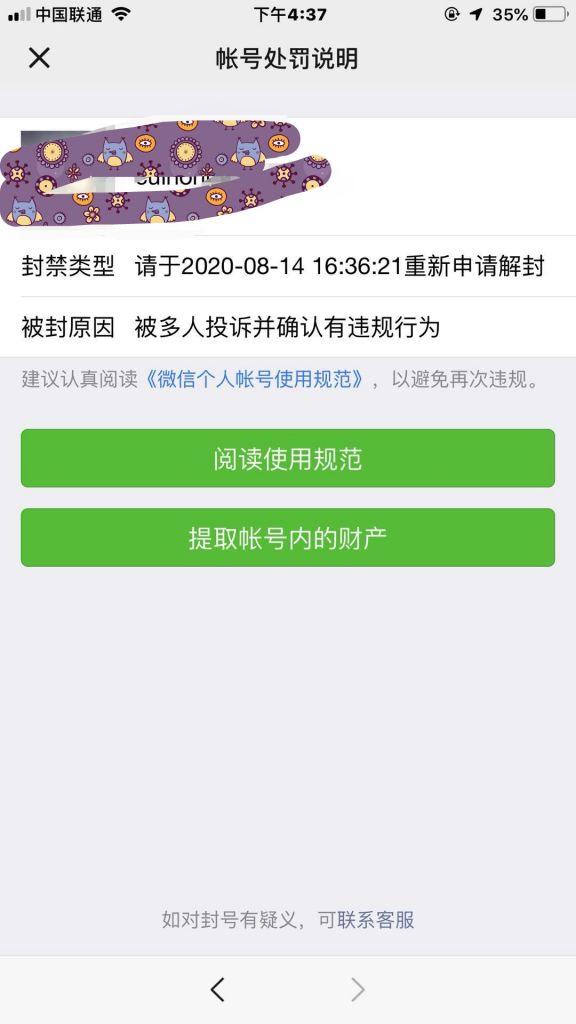 中国联通 下午4:37 35%
帐号处罚说明
封禁类型 请于2020-08-14 16:36:21重新申请解封
被封原因 被多人投诉并确认有违规行为
建议认真阅读《微信个人帐号使用规范》，以避免再次违规。
阅读使用规范
提取帐号内的财产
如对封号有疑义，可联系客服